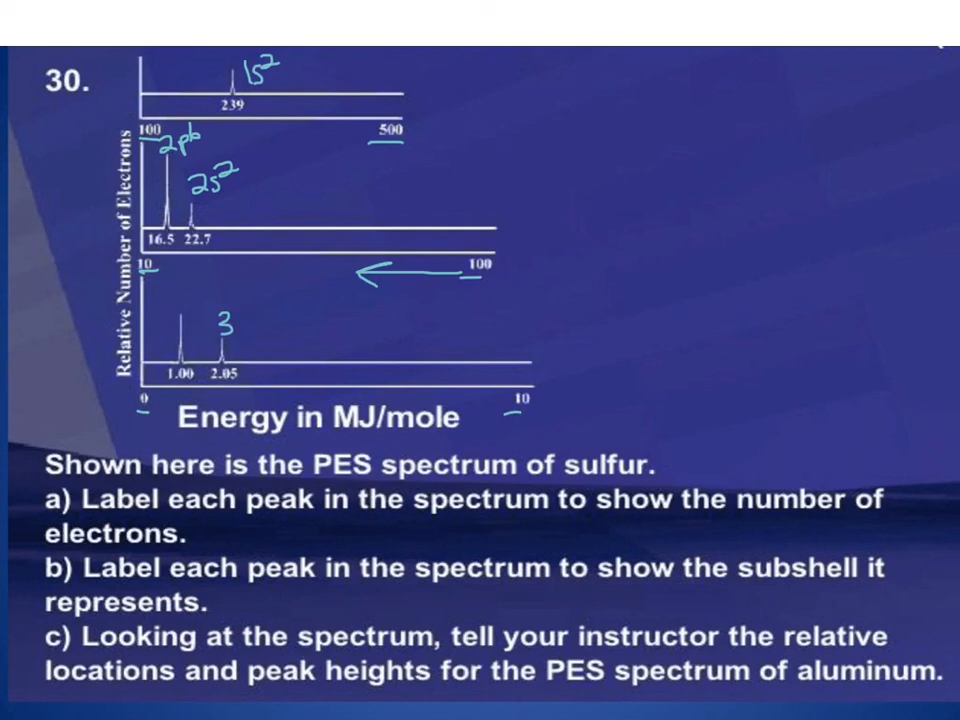 30.
1s²
239
100 500
2p6
2s²
16.5 22.7
10 100
3
1.00 2.05
0 10
Relative Number of Electrons
Energy in MJ/mole
Shown here is the PES spectrum of sulfur.
a) Label each peak in the spectrum to show the number of
electrons.
b) Label each peak in the spectrum to show the subshell it
represents.
c) Looking at the spectrum, tell your instructor the relative
locations and peak heights for the PES spectrum of aluminum.